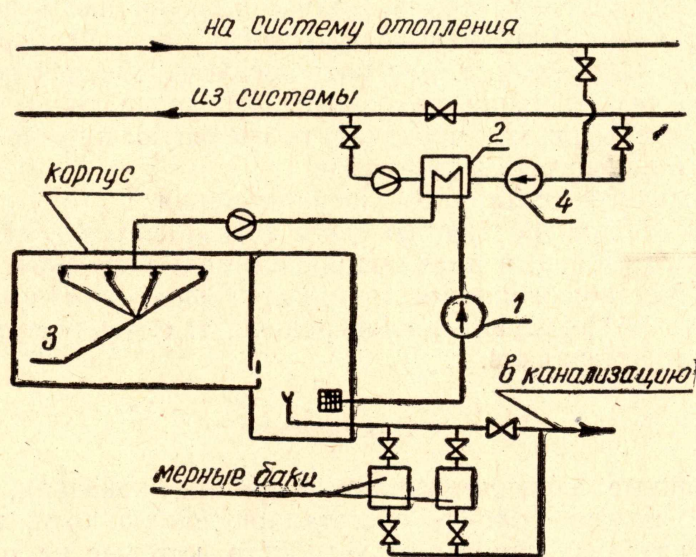 на систему отопления
из системы
2
корпус
4
1
3
в канализацию
мерные баки